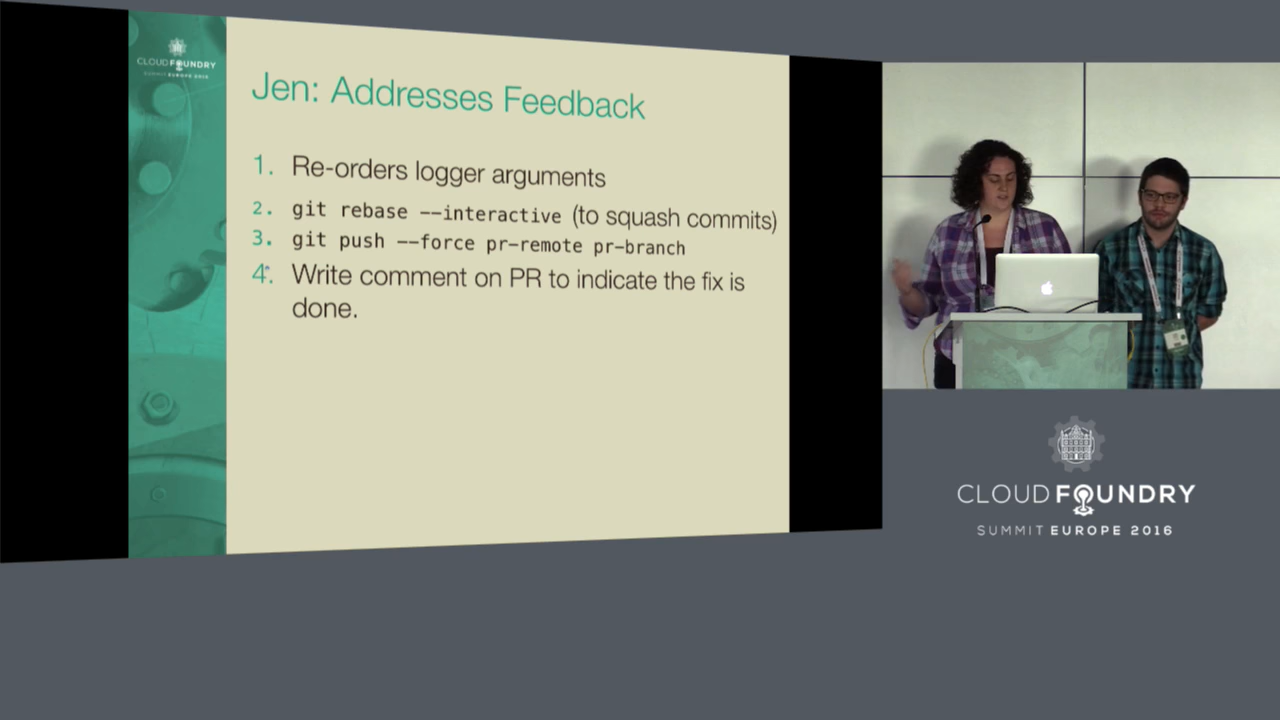 CLOUD FOUNDRY
SUMMIT EUROPE 2016
Jen: Addresses Feedback
1. Re-orders logger arguments
2. git rebase --interactive (to squash commits)
3. git push --force pr-remote pr-branch
4. Write comment on PR to indicate the fix is
done.
CLOUD FOUNDRY
SUMMIT EUROPE 2016